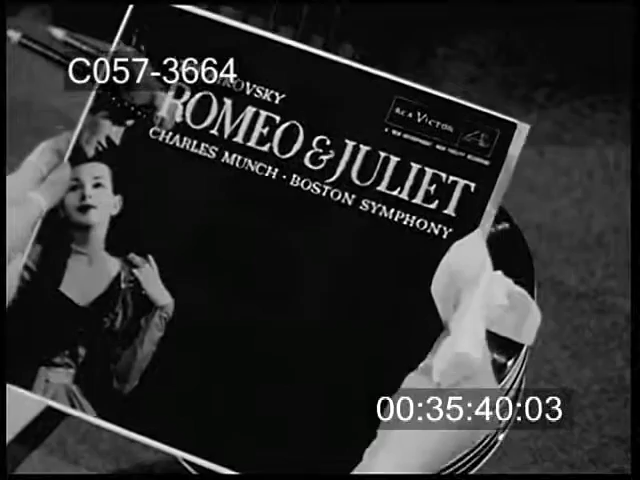 C057-3664
ROMEO & JULIET
CHARLES MUNCH · BOSTON SYMPHONY
RCA VICTOR
00:35:40:03